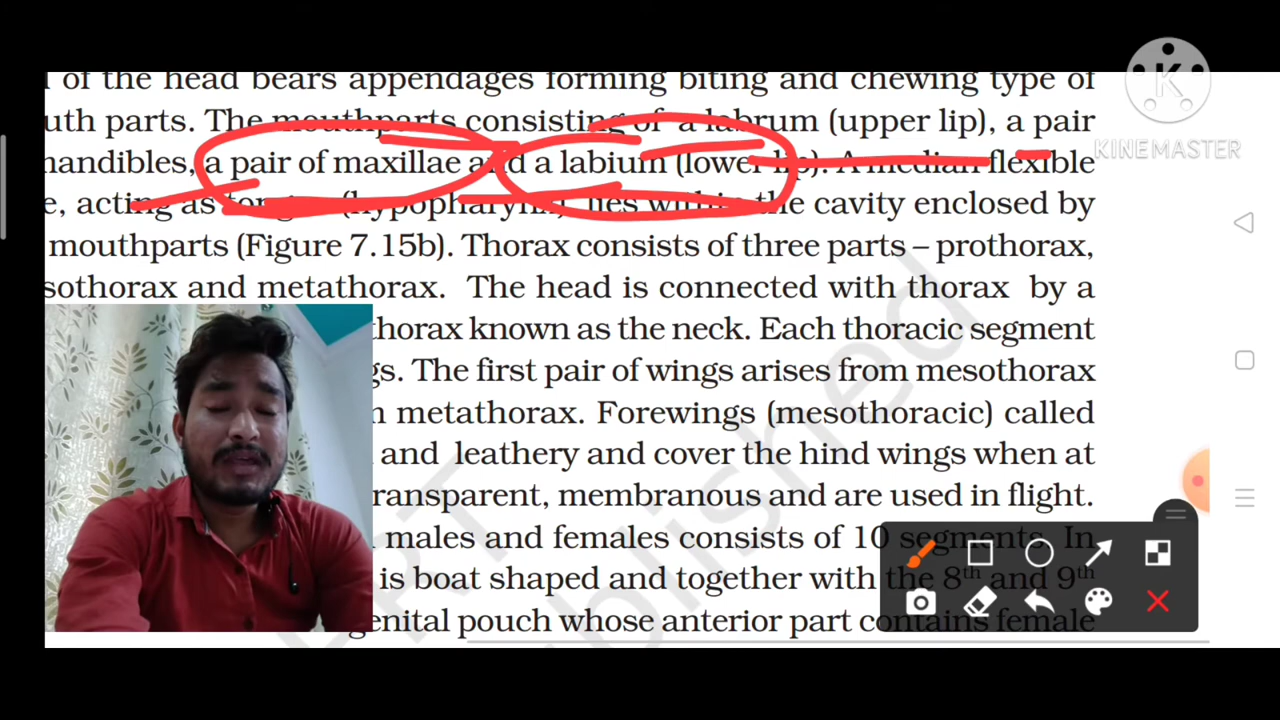 l of the head bears appendages forming biting and chewing type of
uth parts. The mouthparts consisting of a labrum (upper lip), a pair
nandibles, a pair of maxillae and a labium (lower lip). A median flexible
e, acting as tongue (hypopharynx), lies within the cavity enclosed by
mouthparts (Figure 7.15b). Thorax consists of three parts – prothorax,
sothorax and metathorax. The head is connected with thorax by a
thorax known as the neck. Each thoracic segment
gs. The first pair of wings arises from mesothorax
n metathorax. Forewings (mesothoracic) called
and leathery and cover the hind wings when at
ransparent, membranous and are used in flight.
males and females consists of 10 segments. In
is boat shaped and together with the 8th and 9th
genital pouch whose anterior part contains female
K
KINEMASTER